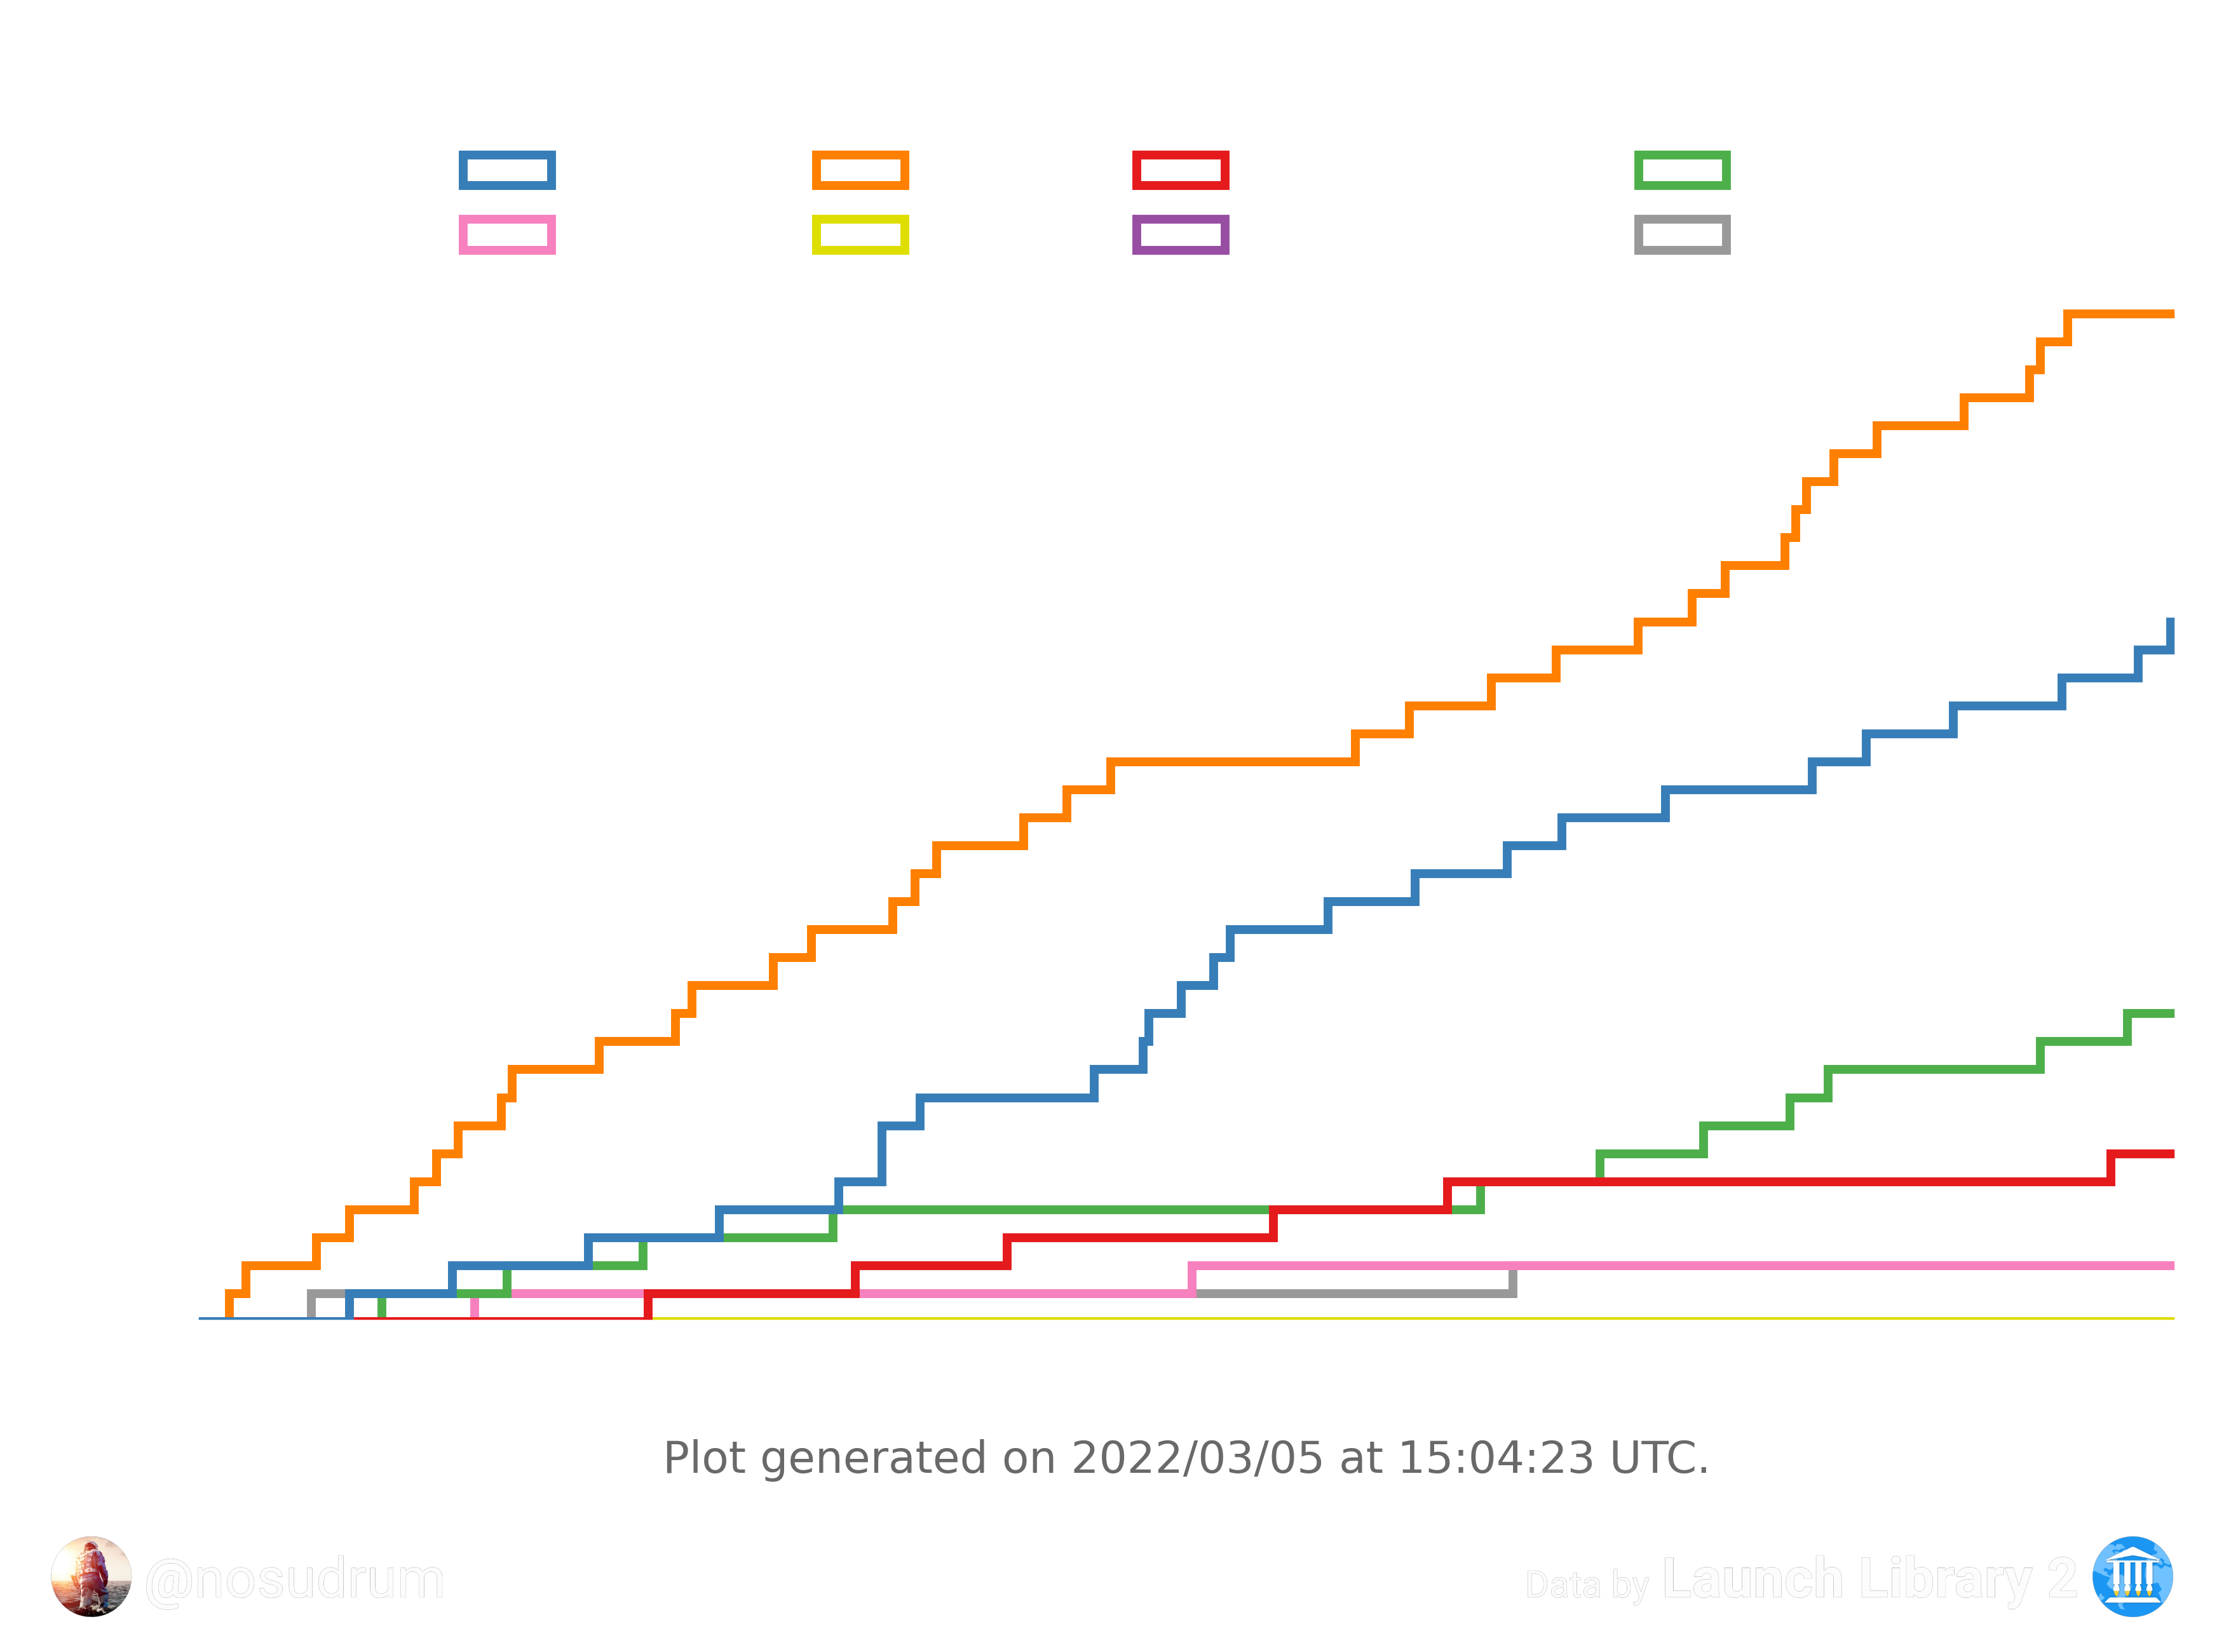 Plot generated on 2022/03/05 at 15:04:23 UTC.
@nosudrum
Data by Launch Library 2